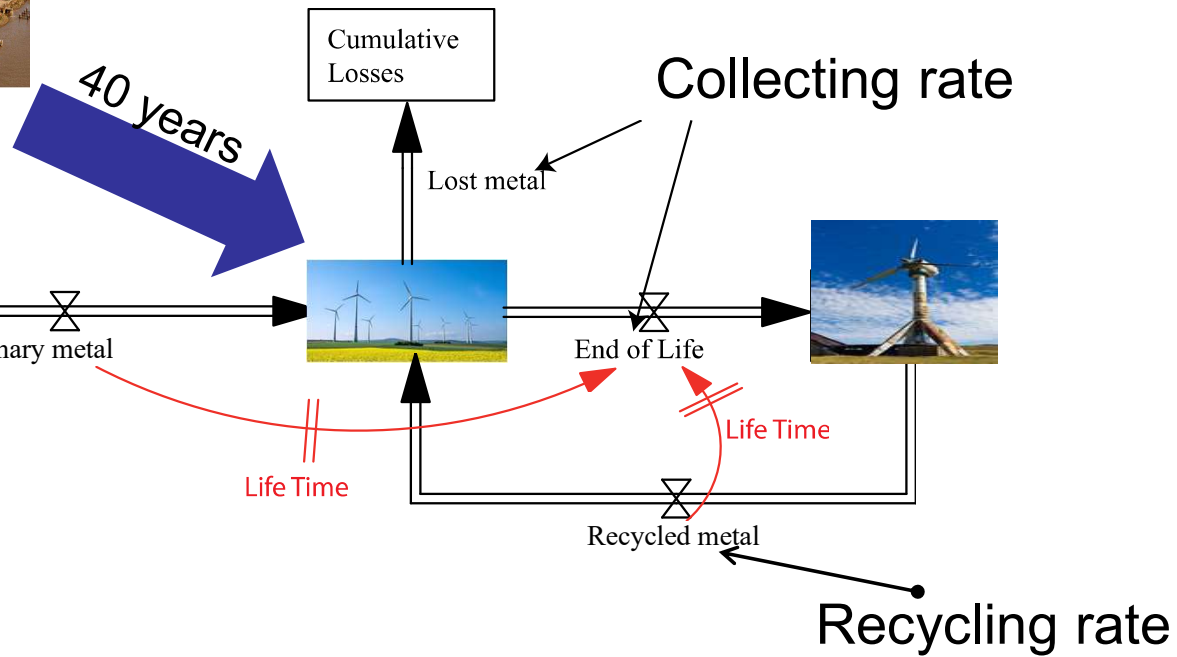 Cumulative
Losses
40 years
Collecting rate
Lost metal
metal
End of Life
Life Time
Life Time
Recycled metal
Recycling rate